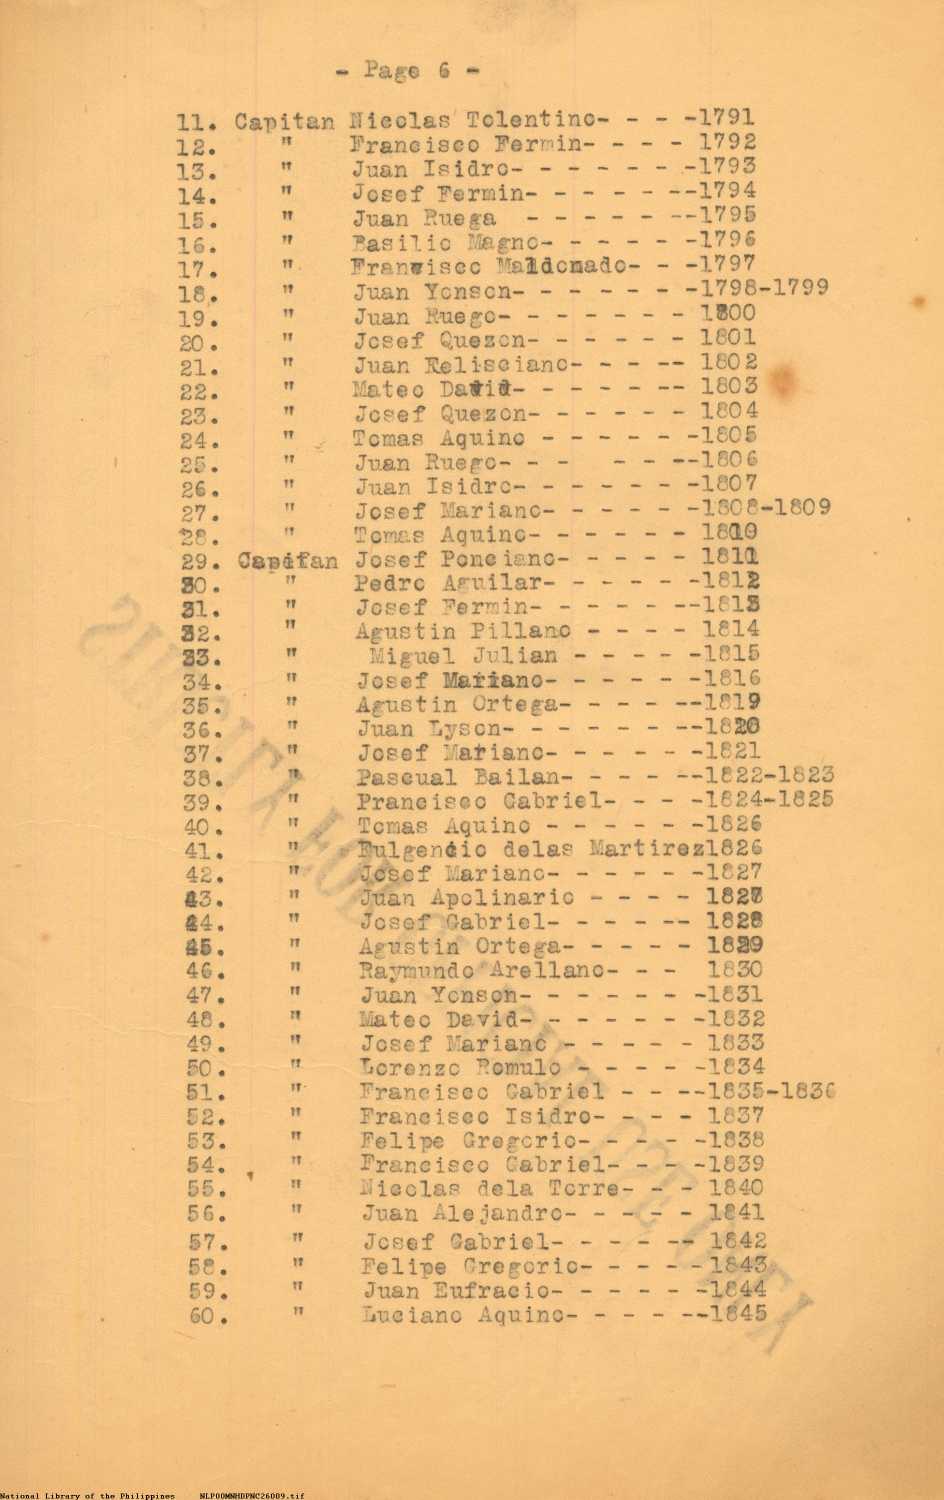 - Page 6 -
11. Capitan Nicolas Tolentino- - - -1791
12. " Francisco Fermin- - - - 1792
13. " Juan Isidro- - - - - - -1793
14. " Josef Fermin- - - - - --1794
15. " Juan Ruega - - - - - --1795
16. " Basilio Magno- - - - - -1796
17. " Franwisco Maldonado- - -1797
18. " Juan Yonson- - - - - - -1798-1799
19. " Juan Ruego- - - - - - - 1800
20. " Josef Quezon- - - - - - 1801
21. " Juan Relisciano- - - -- 1802
22. " Mateo David- - - - - -- 1803
23. " Josef Quezon- - - - - - 1804
24. " Tomas Aquino - - - - - -1805
25. " Juan Ruego- - - - - --1806
26. " Juan Isidro- - - - - - -1807
27. " Josef Mariano- - - - - -1808-1809
28. " Tomas Aquino- - - - - - 1810
29. Capitan Josef Ponciano- - - - - 1811
30. " Pedro Aguilar- - - - - -1812
31. " Josef Fermin- - - - - --1813
32. " Agustin Pillano - - - - 1814
33. " Miguel Julian - - - - -1815
34. " Josef Mariano- - - - - -1816
35. " Agustin Ortega- - - - --1819
36. " Juan Lyson- - - - - - --1820
37. " Josef Mariano- - - - - -1821
38. " Pascual Bailan- - - - --1822-1823
39. " Prancisco Gabriel- - - -1824-1825
40. " Tomas Aquino - - - - - -1826
41. " Fulgencio delas Martirez1826
42. " Josef Mariano- - - - - -1827
43. " Juan Apolinario - - - - 1827
44. " Josef Gabriel- - - - -- 1828
45. " Agustin Ortega- - - - - 1829
46. " Raymundo Arellano- - - 1830
47. " Juan Yonson- - - - - - -1831
48. " Mateo David- - - - - - -1832
49. " Josef Mariano - - - - - 1833
50. " Lorenzo Romulo - - - - -1834
51. " Francisco Gabriel - - --1835-1836
52. " Francisco Isidro- - - - 1837
53. " Felipe Gregorio- - - - -1838
54. " Francisco Gabriel- - - -1839
55. " Nicolas dela Torre- - - 1840
56. " Juan Alejandro- - - - - 1841
57. " Josef Gabriel- - - - -- 1842
58. " Felipe Gregorio- - - - -1843
59. " Juan Eufracio- - - - - -1844
60. " Luciano Aquino- - - - --1845
National Library of the Philippines NLPOOMNHDPNC26009.tif